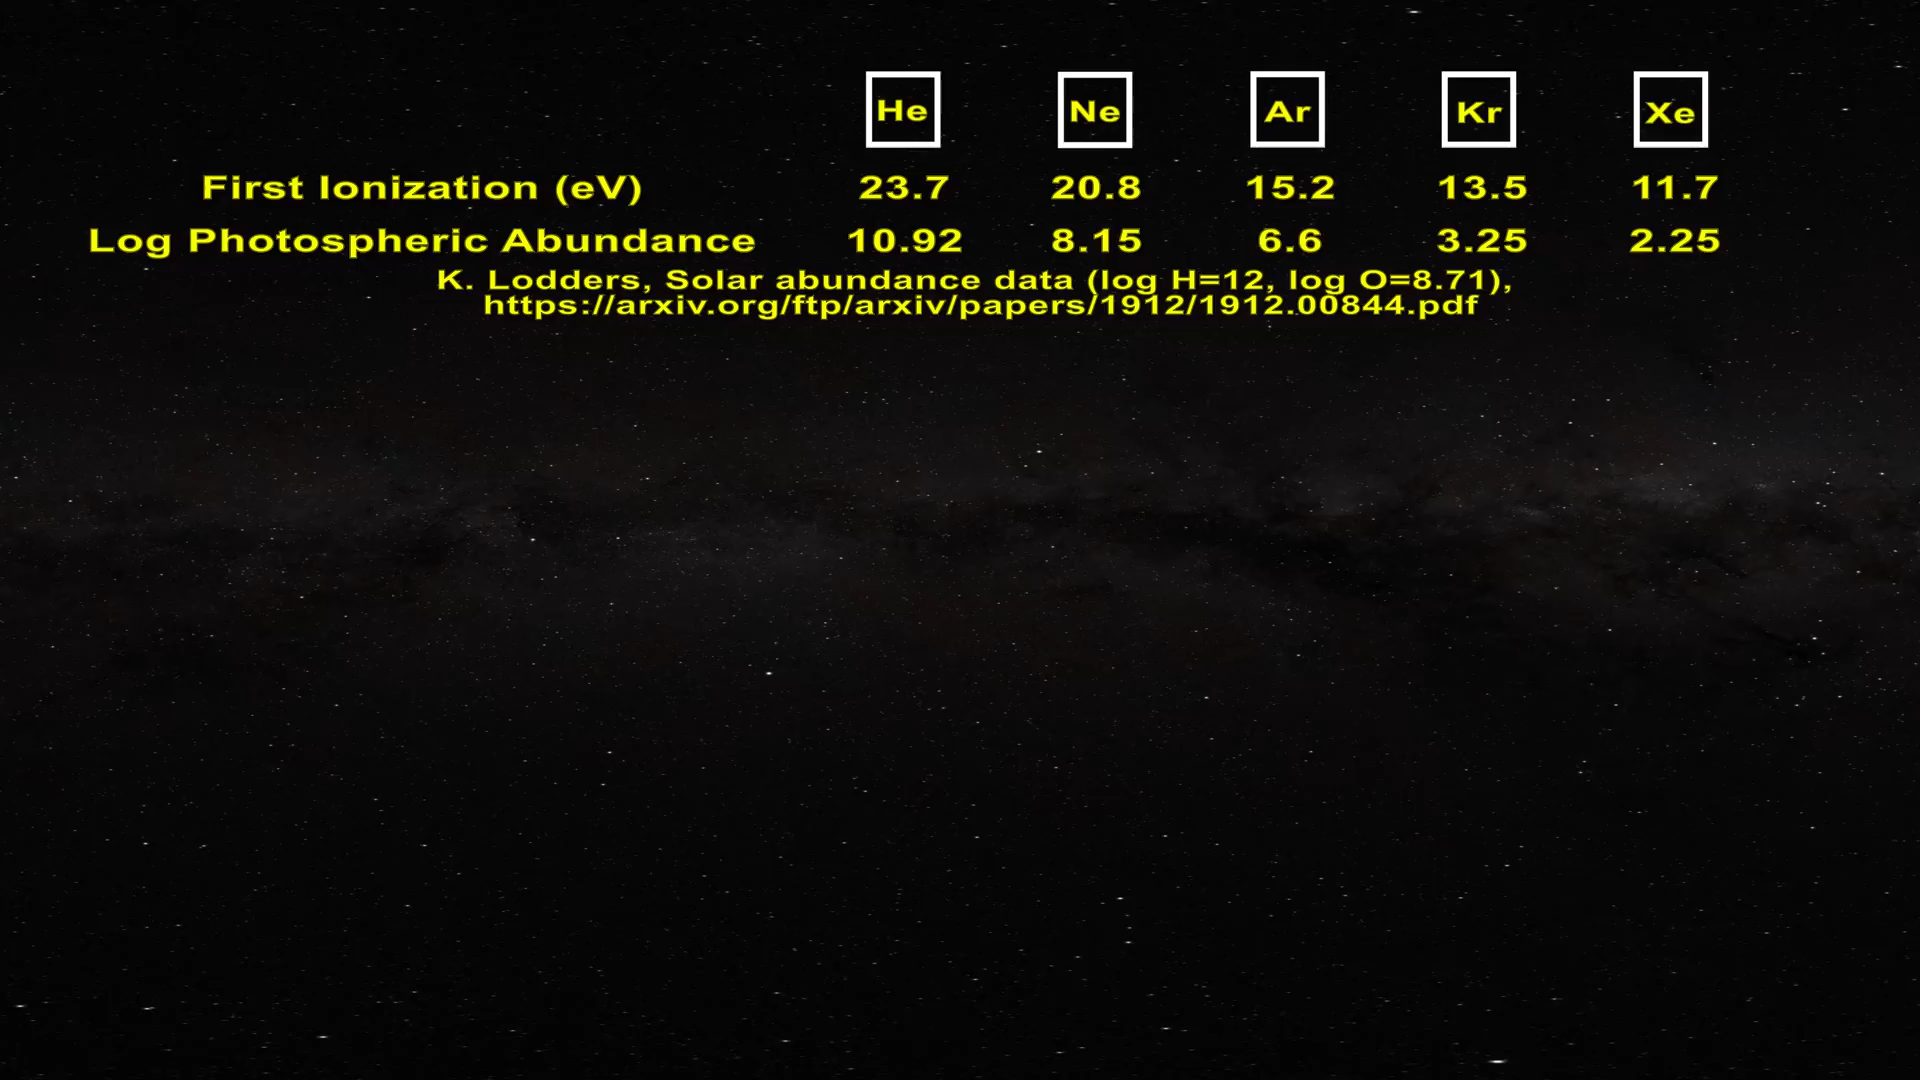 He Ne Ar Kr Xe
First Ionization (eV) 23.7 20.8 15.2 13.5 11.7
Log Photospheric Abundance 10.92 8.15 6.6 3.25 2.25
K. Lodders, Solar abundance data (log H=12, log O=8.71),
https://arxiv.org/ftp/arxiv/papers/1912/1912.00844.pdf